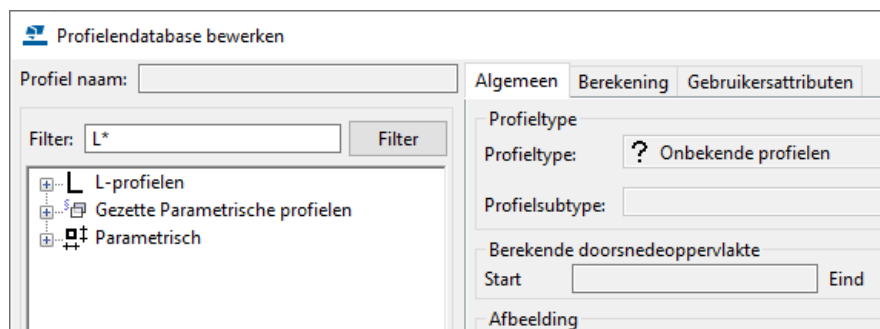 Profielendatabase bewerken
Profiel naam:
Algemeen Berekening Gebruikersattributen
Filter: L* Filter
L-profielen
Gezette Parametrische profielen
Parametrisch
Profieltype
Profieltype: ? Onbekende profielen
Profielsubtype:
Berekende doorsnedeoppervlakte
Start Eind
Afbeelding